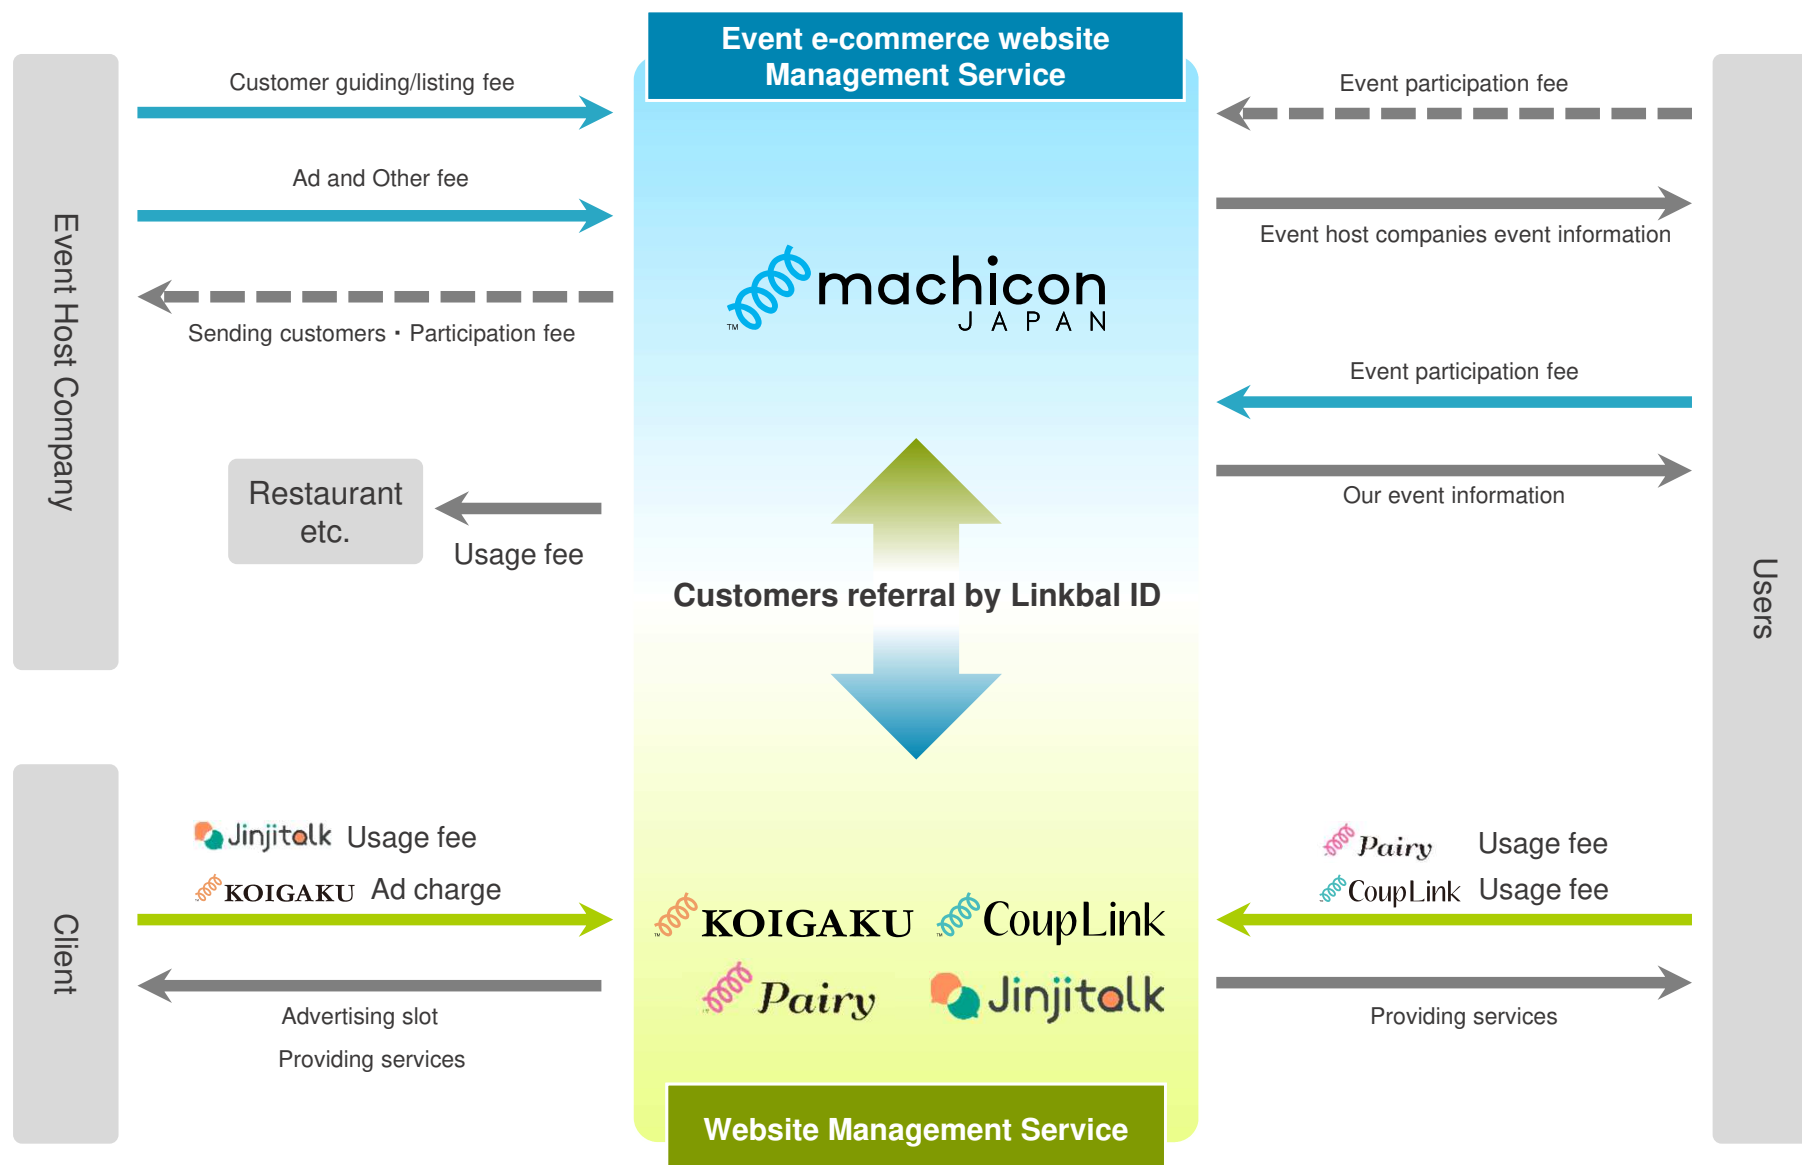 Event e-commerce website
Management Service
Customer guiding/listing fee
Ad and Other fee
Sending customers・Participation fee
Event Host Company
Restaurant
etc.
Usage fee
machicon
JAPAN
TM
Event participation fee
Event host companies event information
Event participation fee
Our event information
Users
Customers referral by Linkbal ID
Client
Jinjitalk Usage fee
KOIGAKU Ad charge
Advertising slot
Providing services
KOIGAKU CoupLink
Pairy Jinjitalk
Pairy Usage fee
CoupLink Usage fee
Providing services
Website Management Service